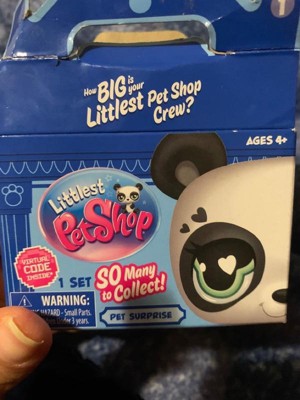 How BIG is your
Littlest Pet Shop
Crew?
AGES 4+
Littlest
PetShop
VIRTUAL
CODE
INSIDE*
1 SET
SO Many
to Collect!
WARNING:
HAZARD - Small Parts.
under 3 years.
PET SURPRISE